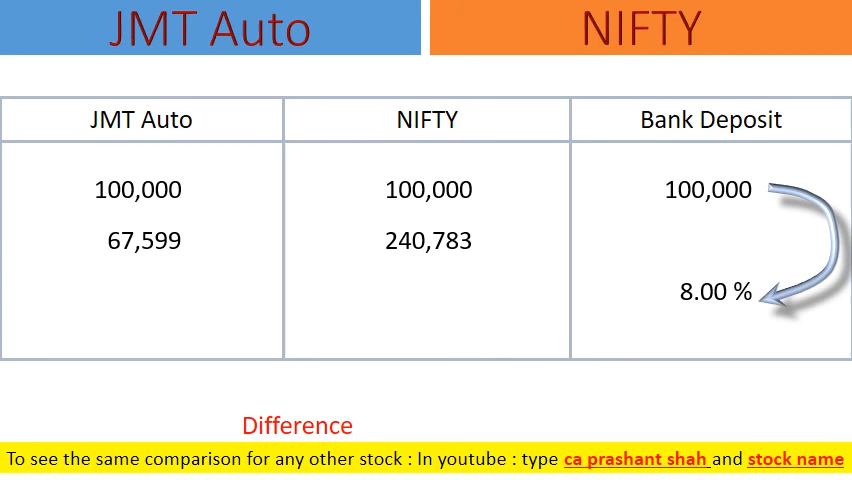 JMT Auto NIFTY
JMT Auto NIFTY Bank Deposit
100,000 100,000 100,000
67,599 240,783
8.00 %
Difference
To see the same comparison for any other stock : In youtube : type ca prashant shah and stock name